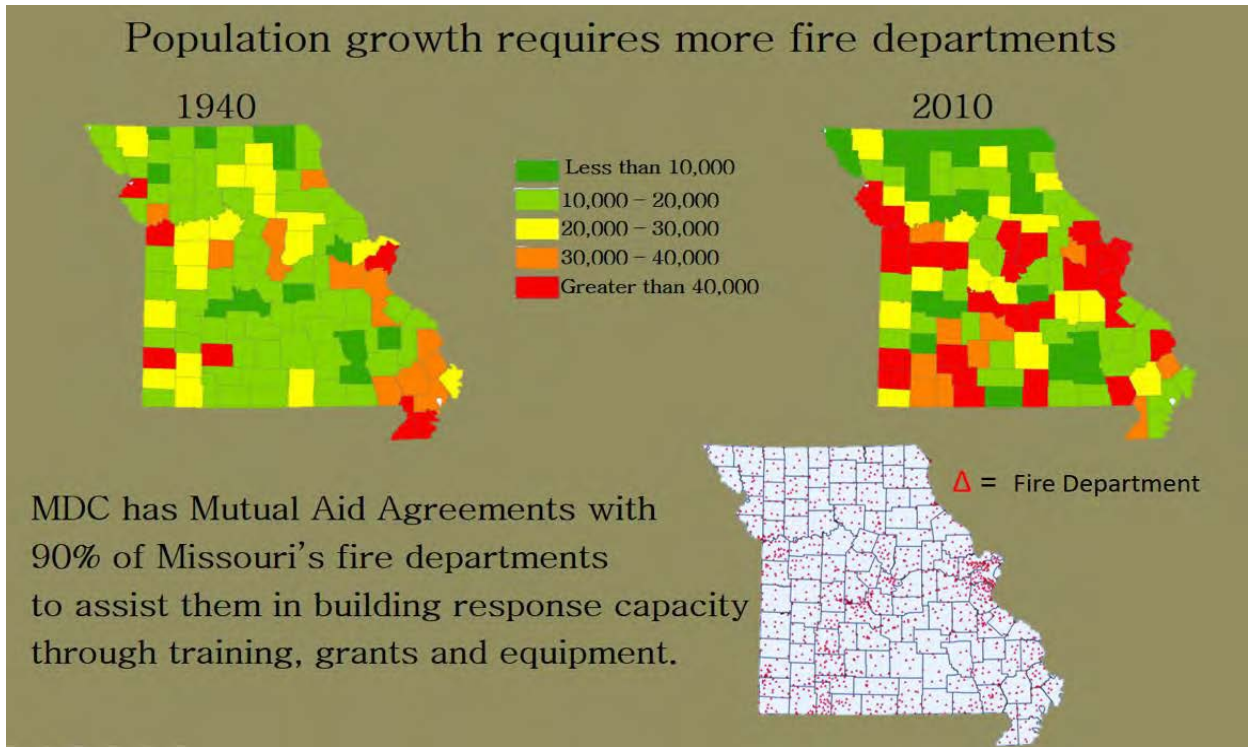 Population growth requires more fire departments
1940
2010
Less than 10,000
10,000 – 20,000
20,000 – 30,000
30,000 – 40,000
Greater than 40,000
Δ = Fire Department
MDC has Mutual Aid Agreements with
90% of Missouri's fire departments
to assist them in building response capacity
through training, grants and equipment.